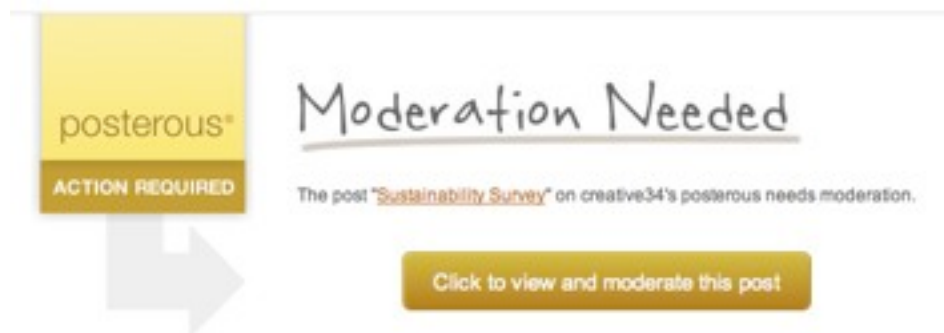 posterous®
ACTION REQUIRED
Moderation Needed
The post "Sustainability Survey" on creative34's posterous needs moderation.
Click to view and moderate this post